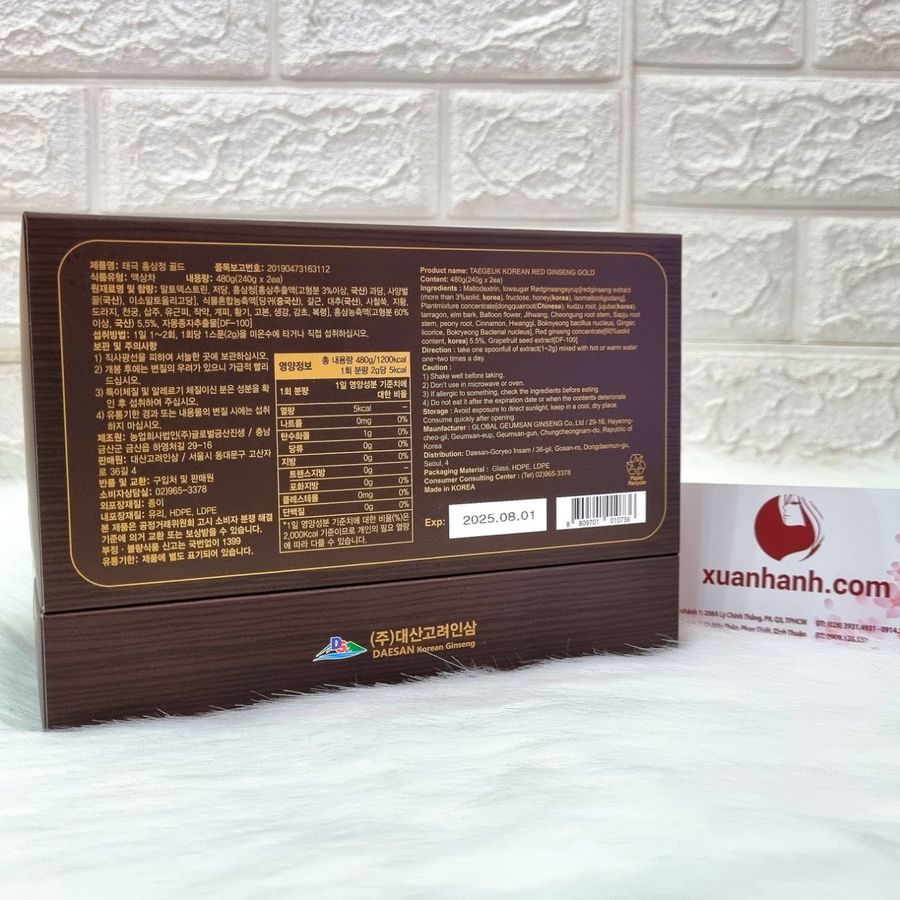 제품명: 태극 홍삼정 골드 품목보고번호: 20190473163112
식품유형: 액상차 내용량: 480g(240g x 2ea)
원재료명 및 함량: 말토덱스트린, 저당, 홍삼청[홍삼추출액(고형분 3%이상, 국산) 과당, 사양벌
꿀(국산), 이소말토올리고당), 식물혼합농축액[당귀(중국산), 길근, 대추(국산), 사철쑥, 지황,
도라지, 천궁, 삽주, 유근피, 작약, 계피, 황기, 고본, 생강, 감초, 복령], 홍삼농축액(고형분 60%
이상, 국산) 5.5%, 자몽종자추출물[DF-100]
섭취방법: 1일 1~2회, 1회당 1스푼(2g)을 미온수에 타거나 직접 섭취하십시오.
보관 및 주의사항
1) 직사광선을 피하여 서늘한 곳에 보관하십시오.
2) 개봉 후에는 변질의 우려가 있으니 가급적 빨리
드십시오.
3) 특이체질 및 알레르기 체질이신 분은 성분을 확
인 후 섭취하여 주십시오.
4) 유통기한 경과 또는 내용물의 변질 시에는 섭취
하지 마십시오.
제조원: 농업회사법인(주)글로벌금산진생 / 충남
금산군 금산읍 하영처길 29-16
판매원: 대산고려인삼 / 서울시 동대문구 고산자
로 36길 4
반품 및 교환: 구입처 및 판매원
소비자상담실: 02)965-3378
외포장재질: 종이
내포장재질: 유리, HDPE, LDPE
본 제품은 공정거래위원회 고시 소비자 분쟁 해결
기준에 의거 교환 또는 보상받을 수 있습니다.
부정·불량식품 신고는 국번없이 1399
유통기한: 제품에 별도 표기되어 있습니다.
영양정보 총 내용량 480g/1200kcal
1회 분량 2g당 5kcal
1회 분량 1일 영양성분 기준치에
대한 비율
열량 5kcal –
나트륨 0mg 0%
탄수화물 1g 0%
당류 0g 0%
지방 0g 0%
트랜스지방 0g –
포화지방 0g 0%
콜레스테롤 0mg 0%
단백질 0g 0%
*1일 영양성분 기준치에 대한 비율(%)은
2,000Kcal 기준이므로 개인의 필요 열량
에 따라 다를 수 있습니다.
Product name: TAEGEUK KOREAN RED GINSENG GOLD
Content: 480g(240g x 2ea)
Ingredients : Maltodextrin, lowsugar Redginsengsyrup[redginseng extract
(more than 3%solid, korea), fructose, honey(korea), isomaltooligodang],
Plantmixture concentrate[dongquairoot(Chinese), kudzu root, jujube(korea),
tarragon, elm bark, Balloon flower, Jihwang, Cheongung root stem, Sapju root
stem, peony root, Cinnamon, Hwanggi, Boknyeong bacillus nucleus, Ginger,
licorice, Bokryeong Bacterial nucleus], Red ginseng concentrate[60%solid
content, korea] 5.5%, Grapefruit seed extract[DF-100]
Direction : take one spoonfull of extract(1~2g) mixed with hot or warm water
one~two times a day.
Caution :
1) Shake well before taking.
2) Don't use in microwave or oven.
3) If allergic to something, check the ingredients before eating
4) Do not eat it after the expiration date or when the contents deteriorate
Storage : Avoid exposure to direct sunlight, keep in a cool, dry place.
Consume quickly after opening.
Manufacturer : GLOBAL GEUMSAN GINSENG Co,.Ltd / 29-16. Hayeong-
cheo-gil, Geumsan-eup, Geumsan-gun, Chungcheongnam-do, Republic of
Korea
Distribution: Daesan-Goryeo Insam / 36-gil, Gosan-ro, Dongdaemun-gu,
Seoul, 4
Packaging Material : Glass, HDPE, LDPE
Consumer Consulting Center : (Tel) 02)965-3378
Made in KOREA
Paper
Recycle
Exp: 2025.08.01
8 809701 010736
DS
(주)대산고려인삼
DAESAN Korean Ginseng
xuanhanh.com
206A Lý Chính Thắng, P9, Q3, TPHCM ĐT: (028) 3931.4937 - 0914.5
Thân, Phan Thiết, Bình Thuận